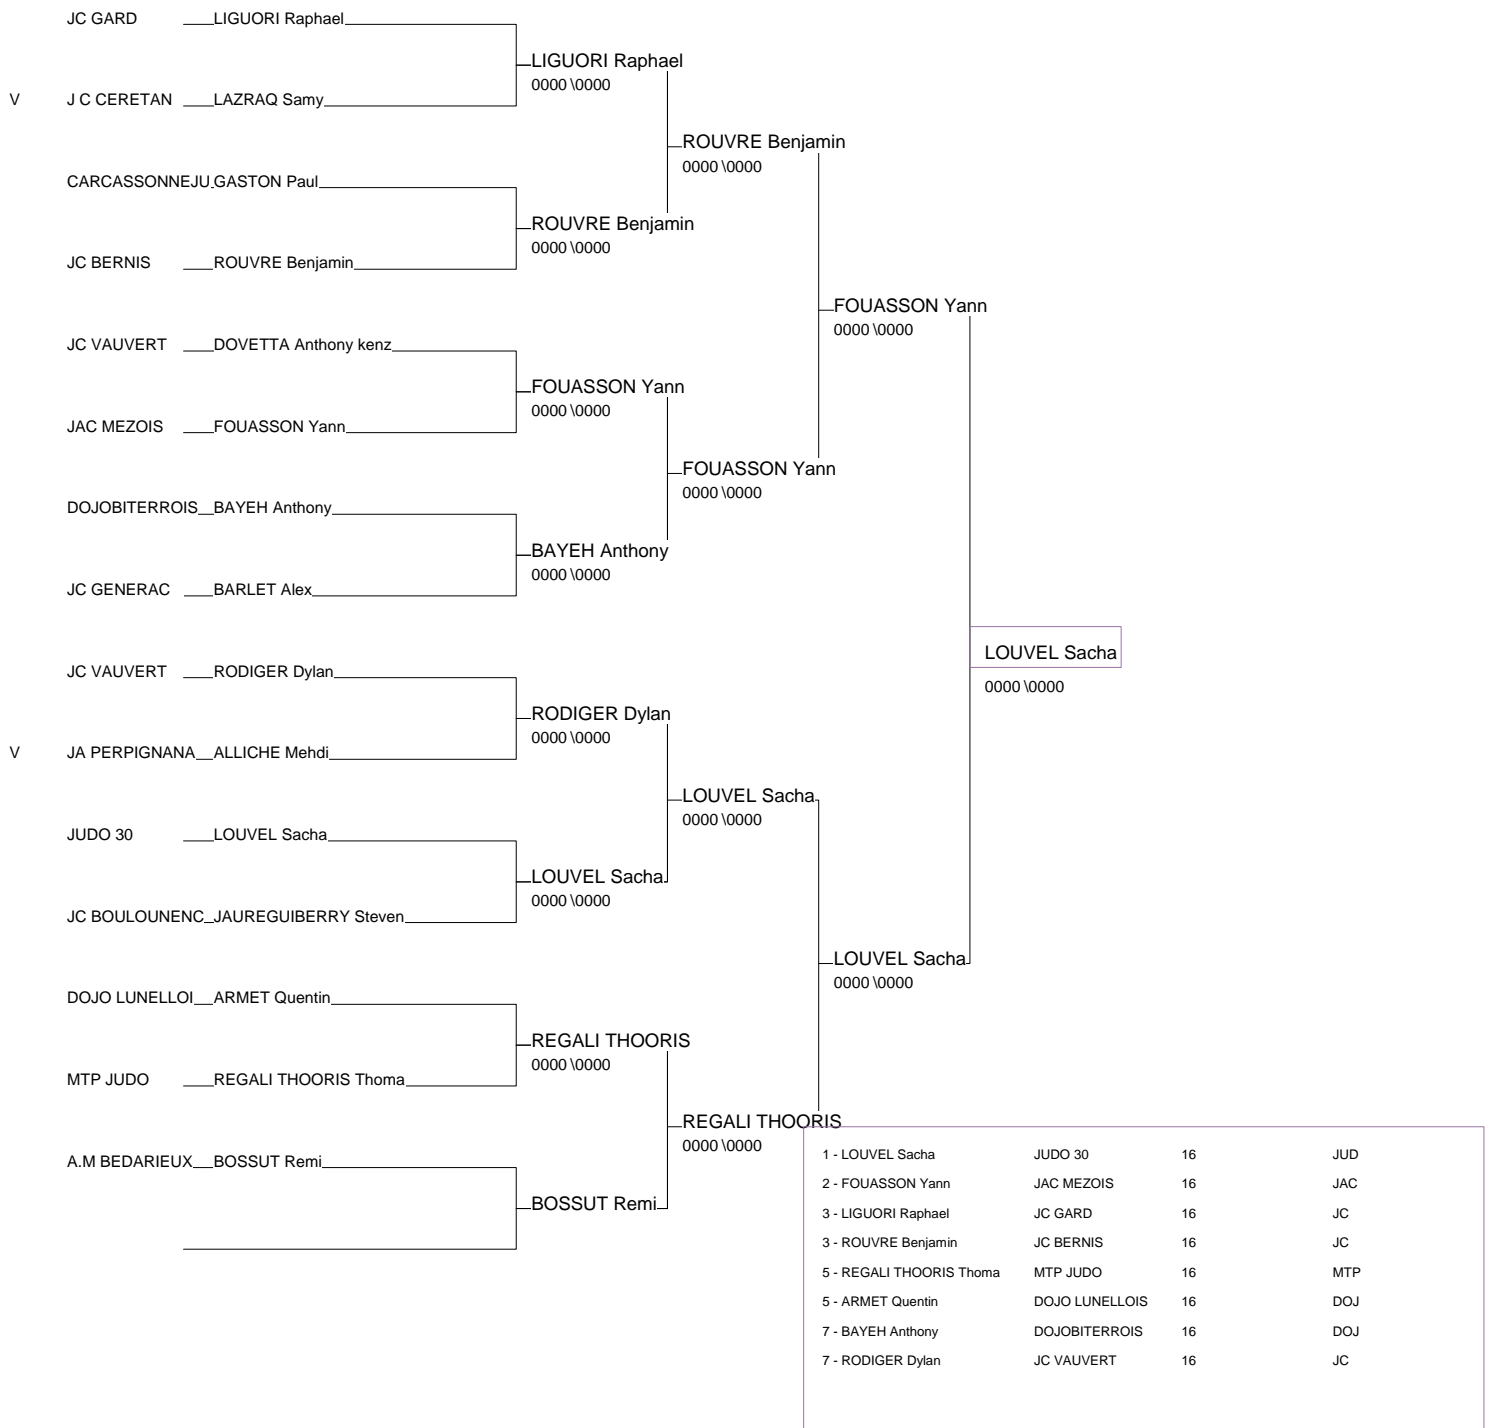 JC GARD LIGUORI Raphael
LIGUORI Raphael
0000 \0000
V J C CERETAN LAZRAQ Samy
ROUVRE Benjamin
0000 \0000
CARCASSONNEJU GASTON Paul
ROUVRE Benjamin
0000 \0000
JC BERNIS ROUVRE Benjamin
FOUASSON Yann
0000 \0000
JC VAUVERT DOVETTA Anthony kenz
FOUASSON Yann
0000 \0000
JAC MEZOIS FOUASSON Yann
FOUASSON Yann
0000 \0000
DOJOBITERROIS BAYEH Anthony
BAYEH Anthony
0000 \0000
JC GENERAC BARLET Alex
LOUVEL Sacha
0000 \0000
JC VAUVERT RODIGER Dylan
RODIGER Dylan
0000 \0000
V JA PERPIGNANA ALLICHE Mehdi
LOUVEL Sacha
0000 \0000
JUDO 30 LOUVEL Sacha
LOUVEL Sacha
0000 \0000
JC BOULOUNENC JAUREGUIBERRY Steven
LOUVEL Sacha
0000 \0000
DOJO LUNELLOI ARMET Quentin
REGALI THOORIS
0000 \0000
MTP JUDO REGALI THOORIS Thoma
REGALI THOORIS
0000 \0000
A.M BEDARIEUX BOSSUT Remi
BOSSUT Remi
1 - LOUVEL Sacha JUDO 30 16 JUD
2 - FOUASSON Yann JAC MEZOIS 16 JAC
3 - LIGUORI Raphael JC GARD 16 JC
3 - ROUVRE Benjamin JC BERNIS 16 JC
5 - REGALI THOORIS Thoma MTP JUDO 16 MTP
5 - ARMET Quentin DOJO LUNELLOIS 16 DOJ
7 - BAYEH Anthony DOJOBITERROIS 16 DOJ
7 - RODIGER Dylan JC VAUVERT 16 JC